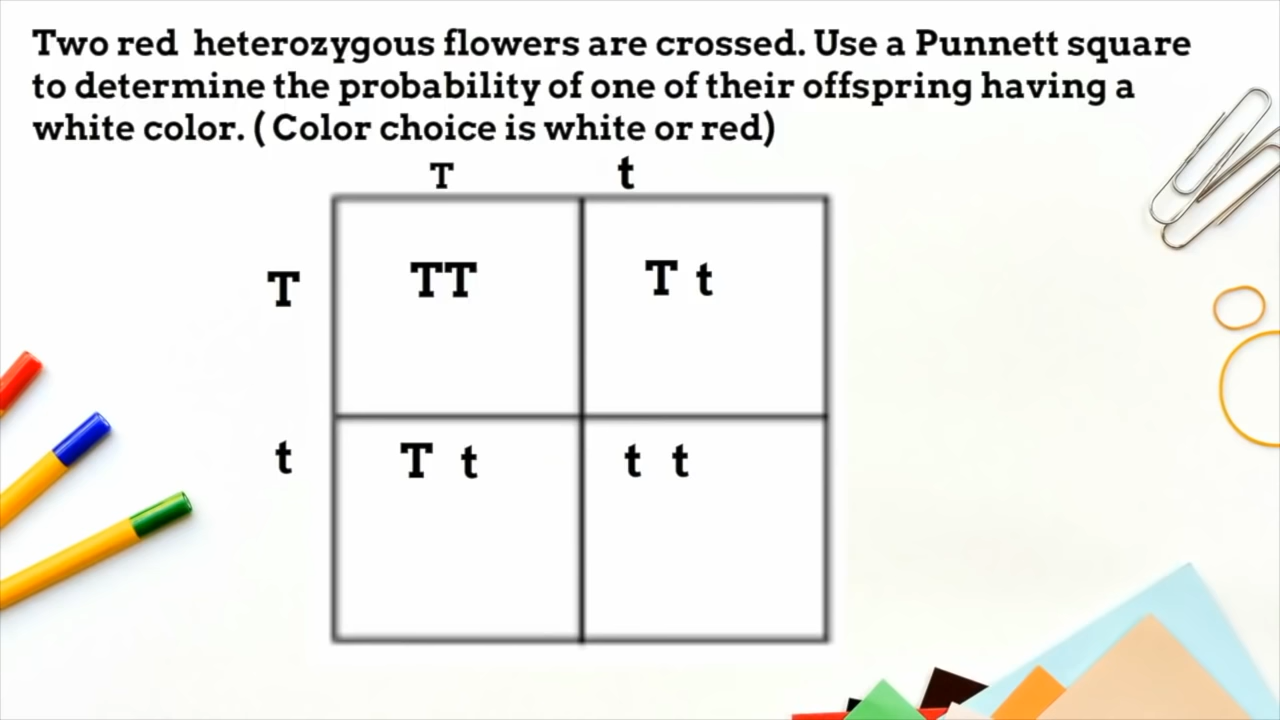 Two red heterozygous flowers are crossed. Use a Punnett square
to determine the probability of one of their offspring having a
white color. ( Color choice is white or red)
T t
T TT T t
t T t t t